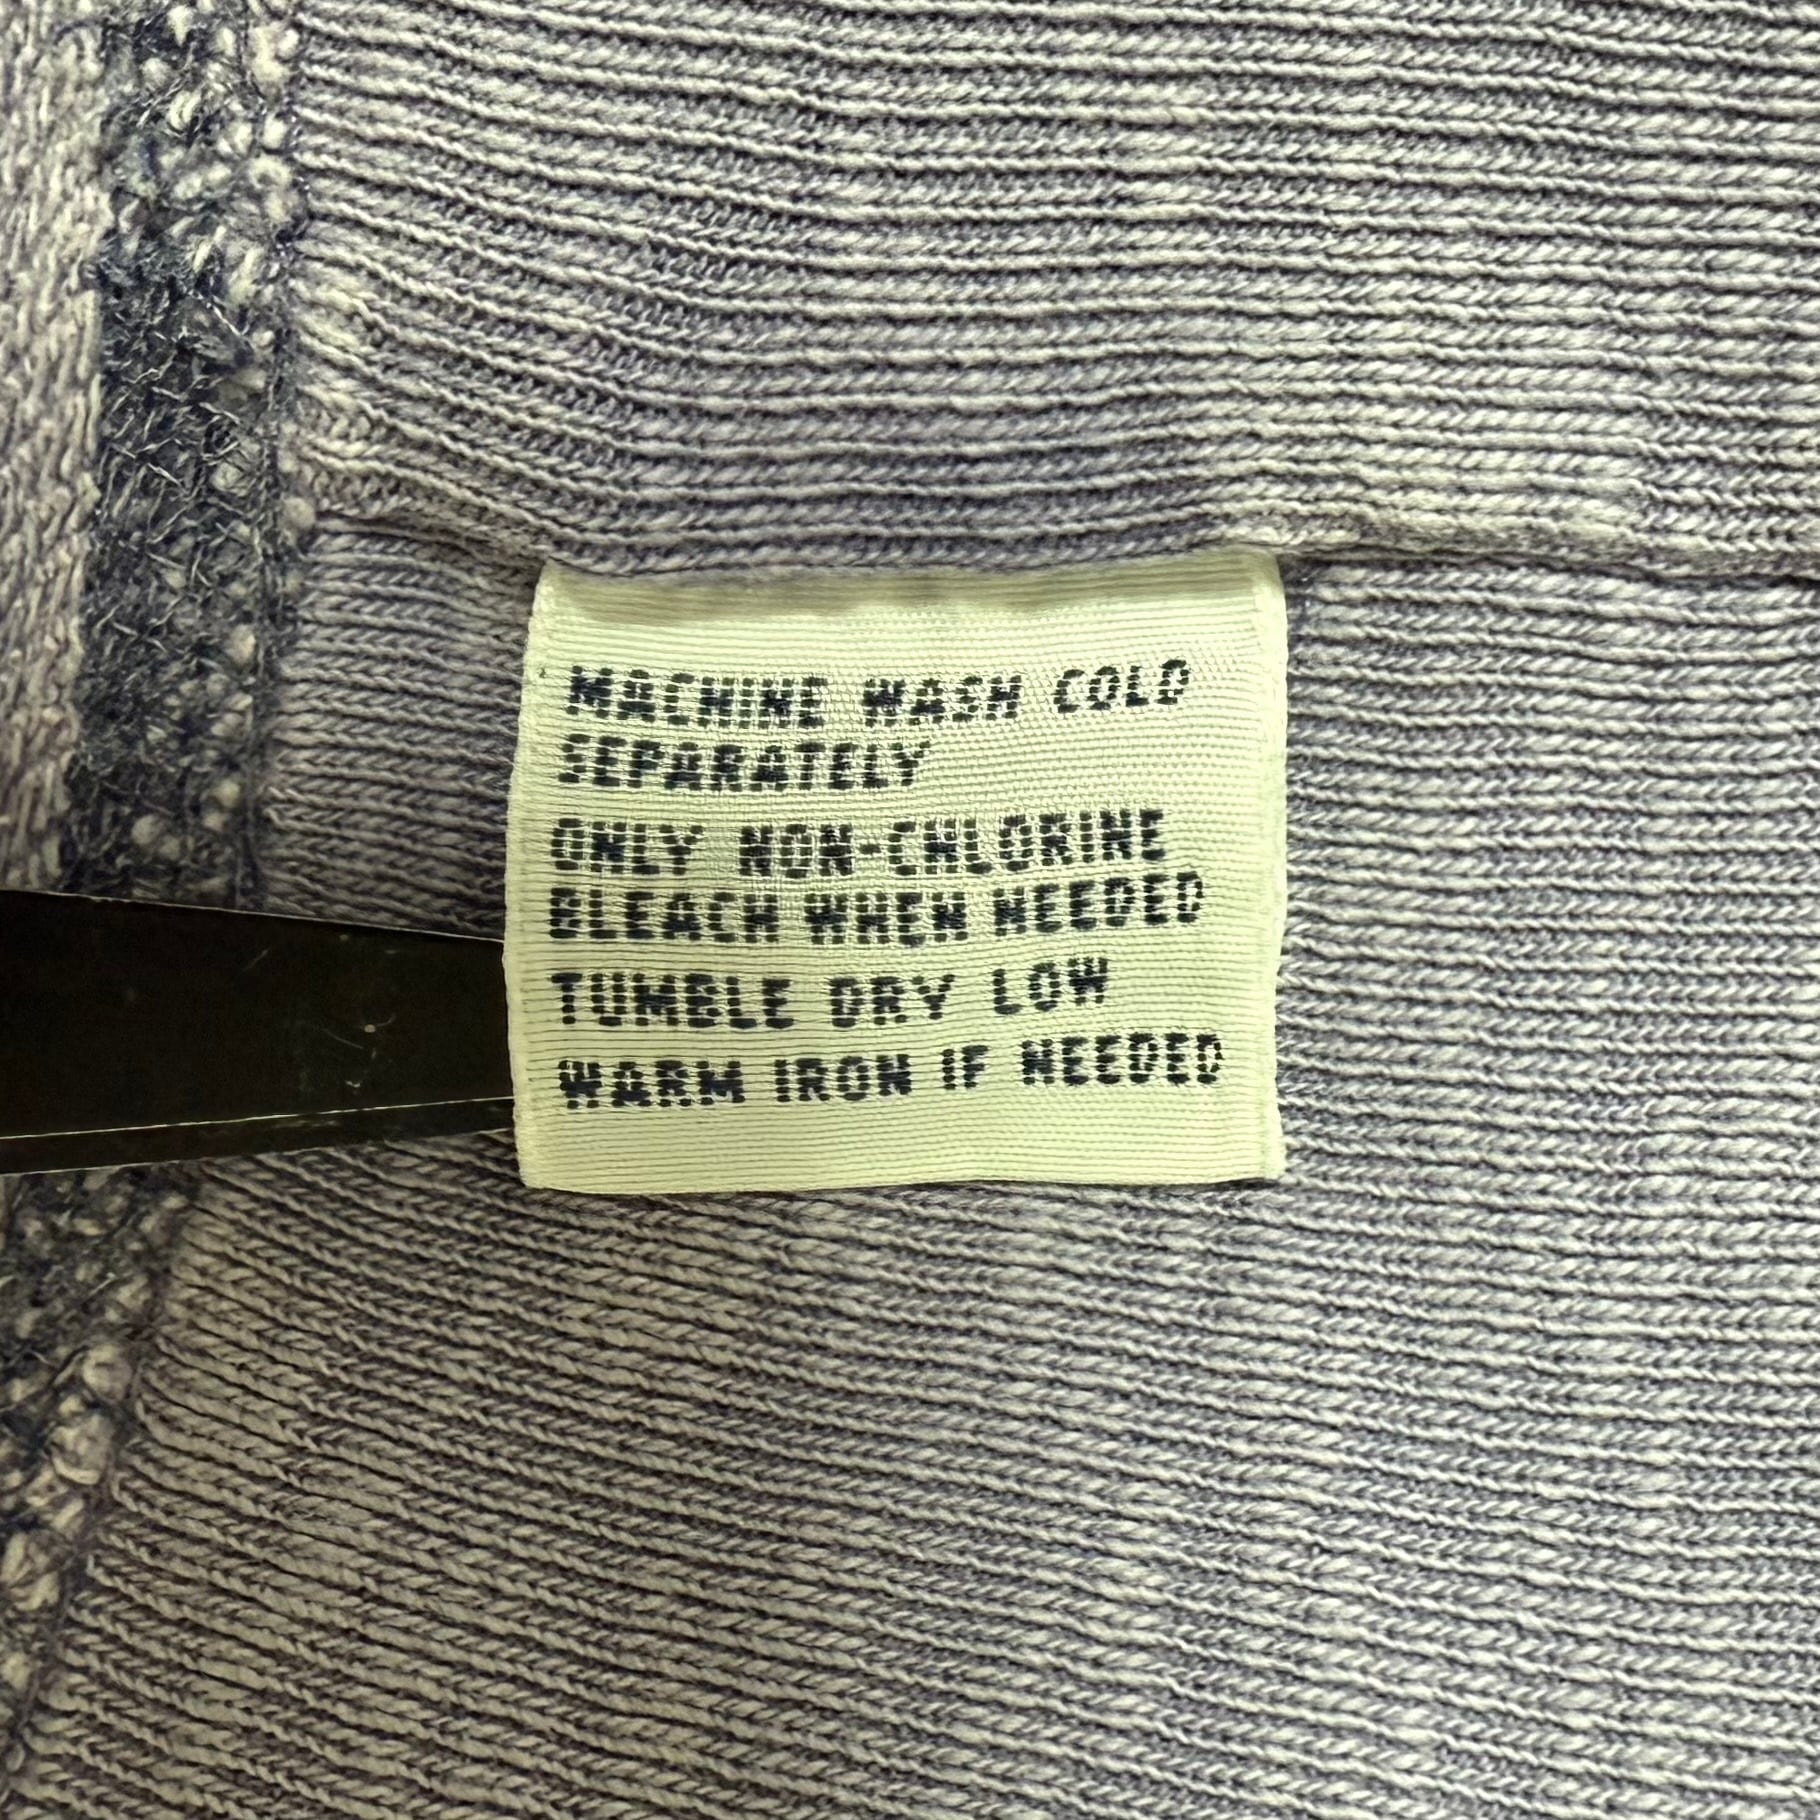 MACHINE WASH COLD
SEPARATELY
ONLY NON-CHLORINE
BLEACH WHEN NEEDED
TUMBLE DRY LOW
WARM IRON IF NEEDED